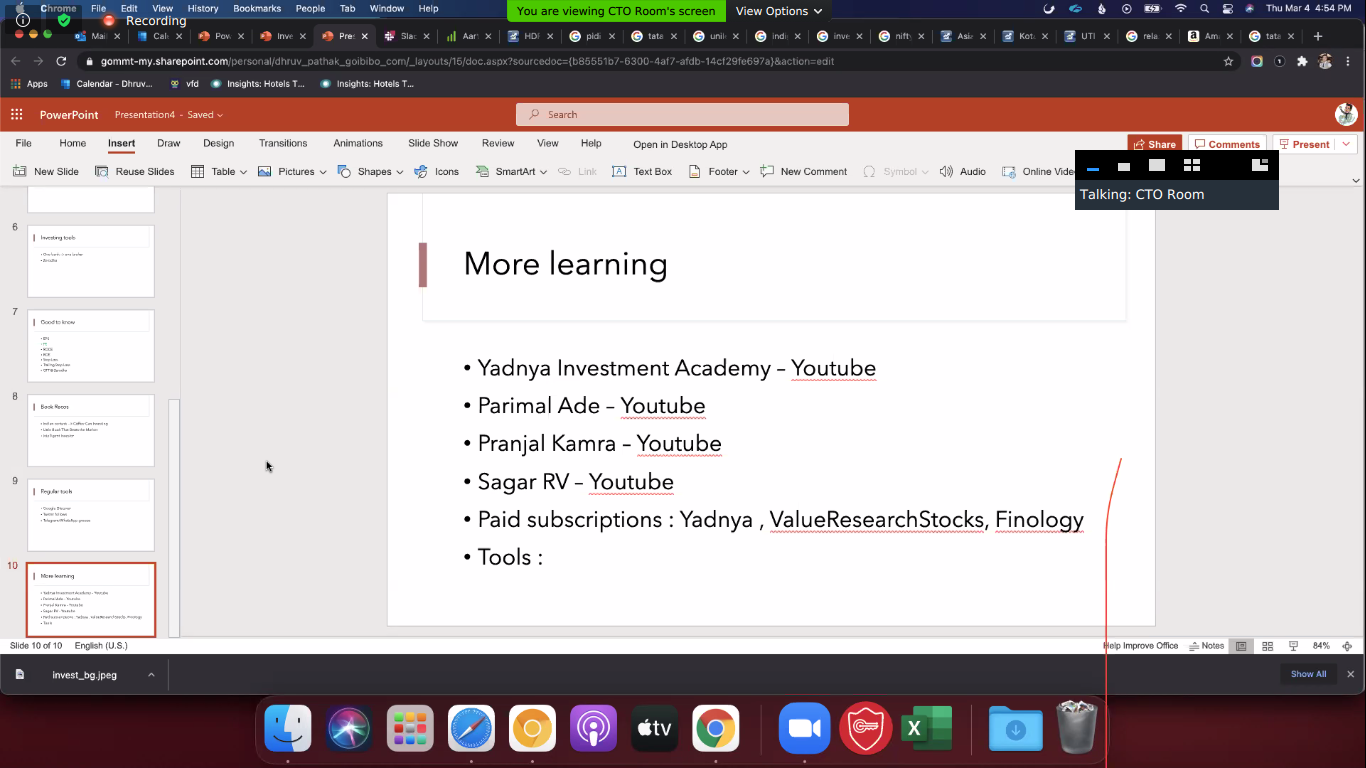 Chrome File Edit View History Bookmarks People Tab Window Help
You are viewing CTO Room's screen View Options
Thu Mar 4 4:54 PM
Recording
gommt-my.sharepoint.com/personal/dhruv_pathak_goibibo_com/_layouts/16/doc.aspx?sourcedoc={b85551b7-6300-4af7-afdb-14cf29fe697a}&action=edit
Apps Calendar – Dhruv... vfd Insights: Hotels T... Insights: Hotels T...
PowerPoint Presentation4 - Saved Search
File Home Insert Draw Design Transitions Animations Slide Show Review View Help Open in Desktop App Share Comments Present
New Slide Reuse Slides Table Pictures Shapes Icons SmartArt Link Text Box Footer New Comment Symbol Audio Online Vide
Talking: CTO Room
6
Investing tools
7
Good to know
8
Book Recos
9
Regular tools
10
More learning
More learning
• Yadnya Investment Academy – Youtube
• Parimal Ade – Youtube
• Pranjal Kamra – Youtube
• Sagar RV – Youtube
• Paid subscriptions : Yadnya , ValueResearchStocks, Finology
• Tools :
Slide 10 of 10 English (U.S.) Help Improve Office Notes 84%
invest_bg.jpeg Show All
tv